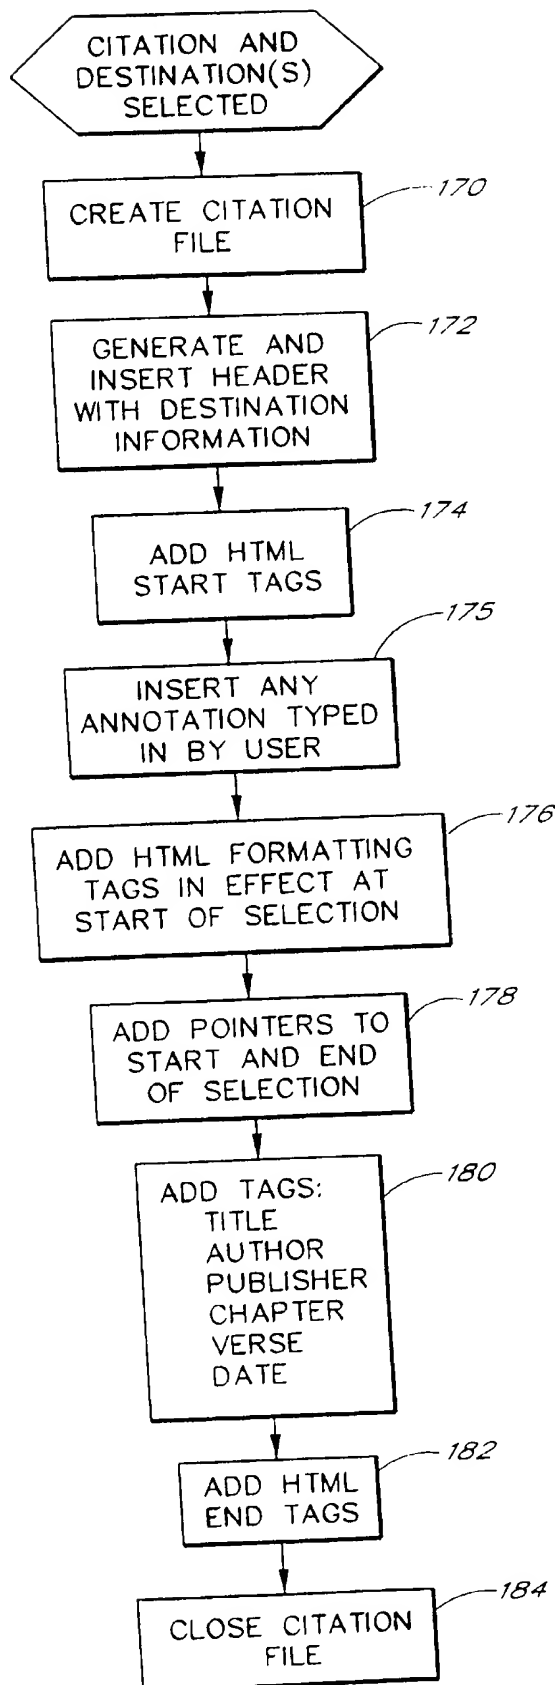 CITATION AND
DESTINATION(S)
SELECTED
170
CREATE CITATION
FILE
172
GENERATE AND
INSERT HEADER
WITH DESTINATION
INFORMATION
174
ADD HTML
START TAGS
175
INSERT ANY
ANNOTATION TYPED
IN BY USER
176
ADD HTML FORMATTING
TAGS IN EFFECT AT
START OF SELECTION
178
ADD POINTERS TO
START AND END
OF SELECTION
180
ADD TAGS:
TITLE
AUTHOR
PUBLISHER
CHAPTER
VERSE
DATE
182
ADD HTML
END TAGS
184
CLOSE CITATION
FILE